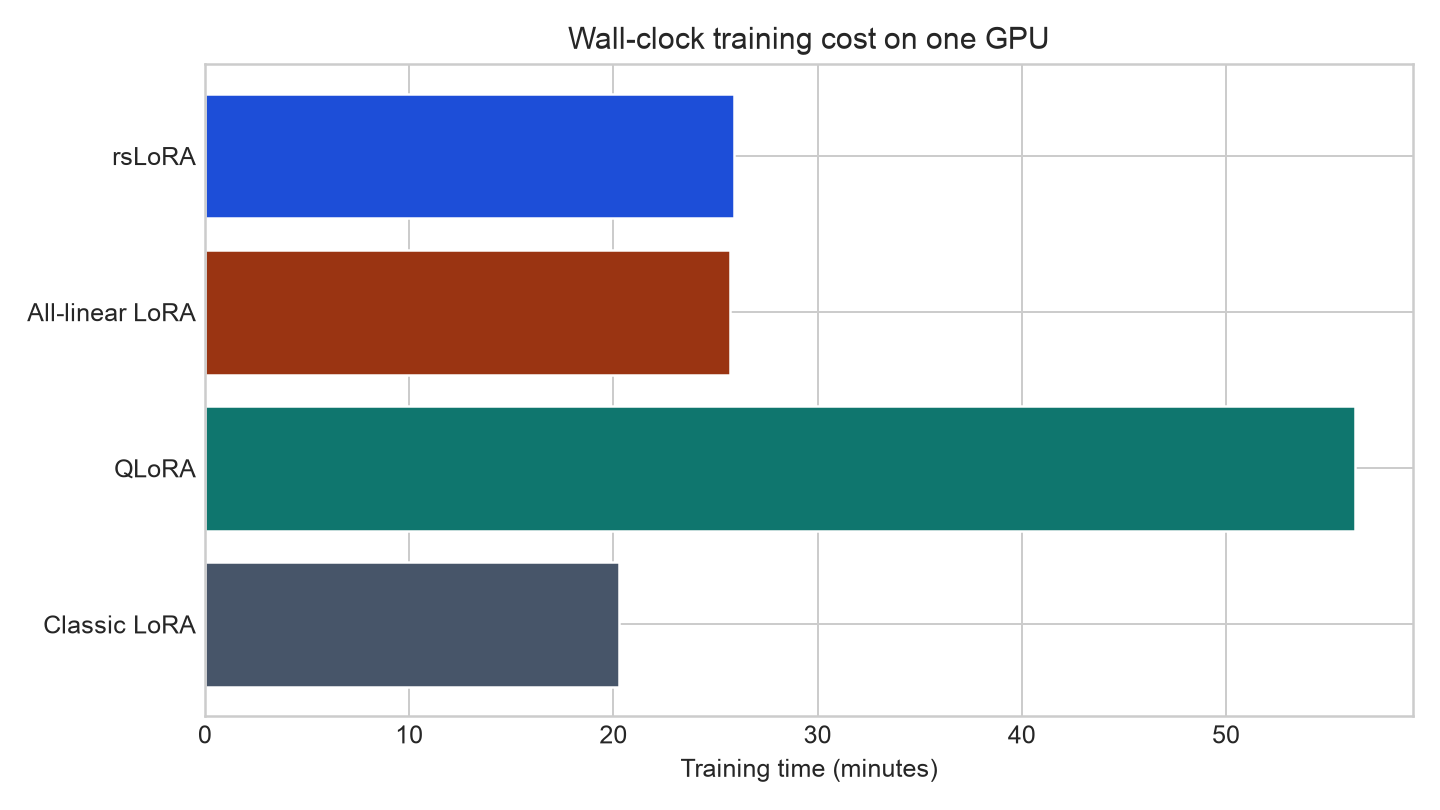 Wall-clock training cost on one GPU
rsLoRA
All-linear LoRA
QLoRA
Classic LoRA
0 10 20 30 40 50
Training time (minutes)